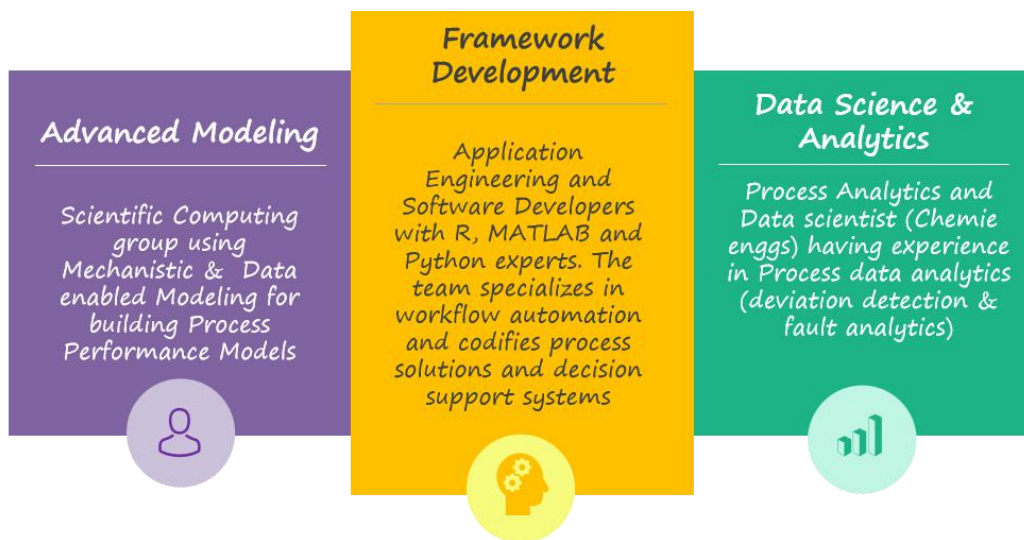 Advanced Modeling
Scientific Computing
group using
Mechanistic & Data
enabled Modeling for
building Process
Performance Models
Framework
Development
Application
Engineering and
Software Developers
with R, MATLAB and
Python experts. The
team specializes in
workflow automation
and codifies process
solutions and decision
support systems
Data Science &
Analytics
Process Analytics and
Data scientist (Chemie
enggs) having experience
in Process data analytics
(deviation detection &
fault analytics)